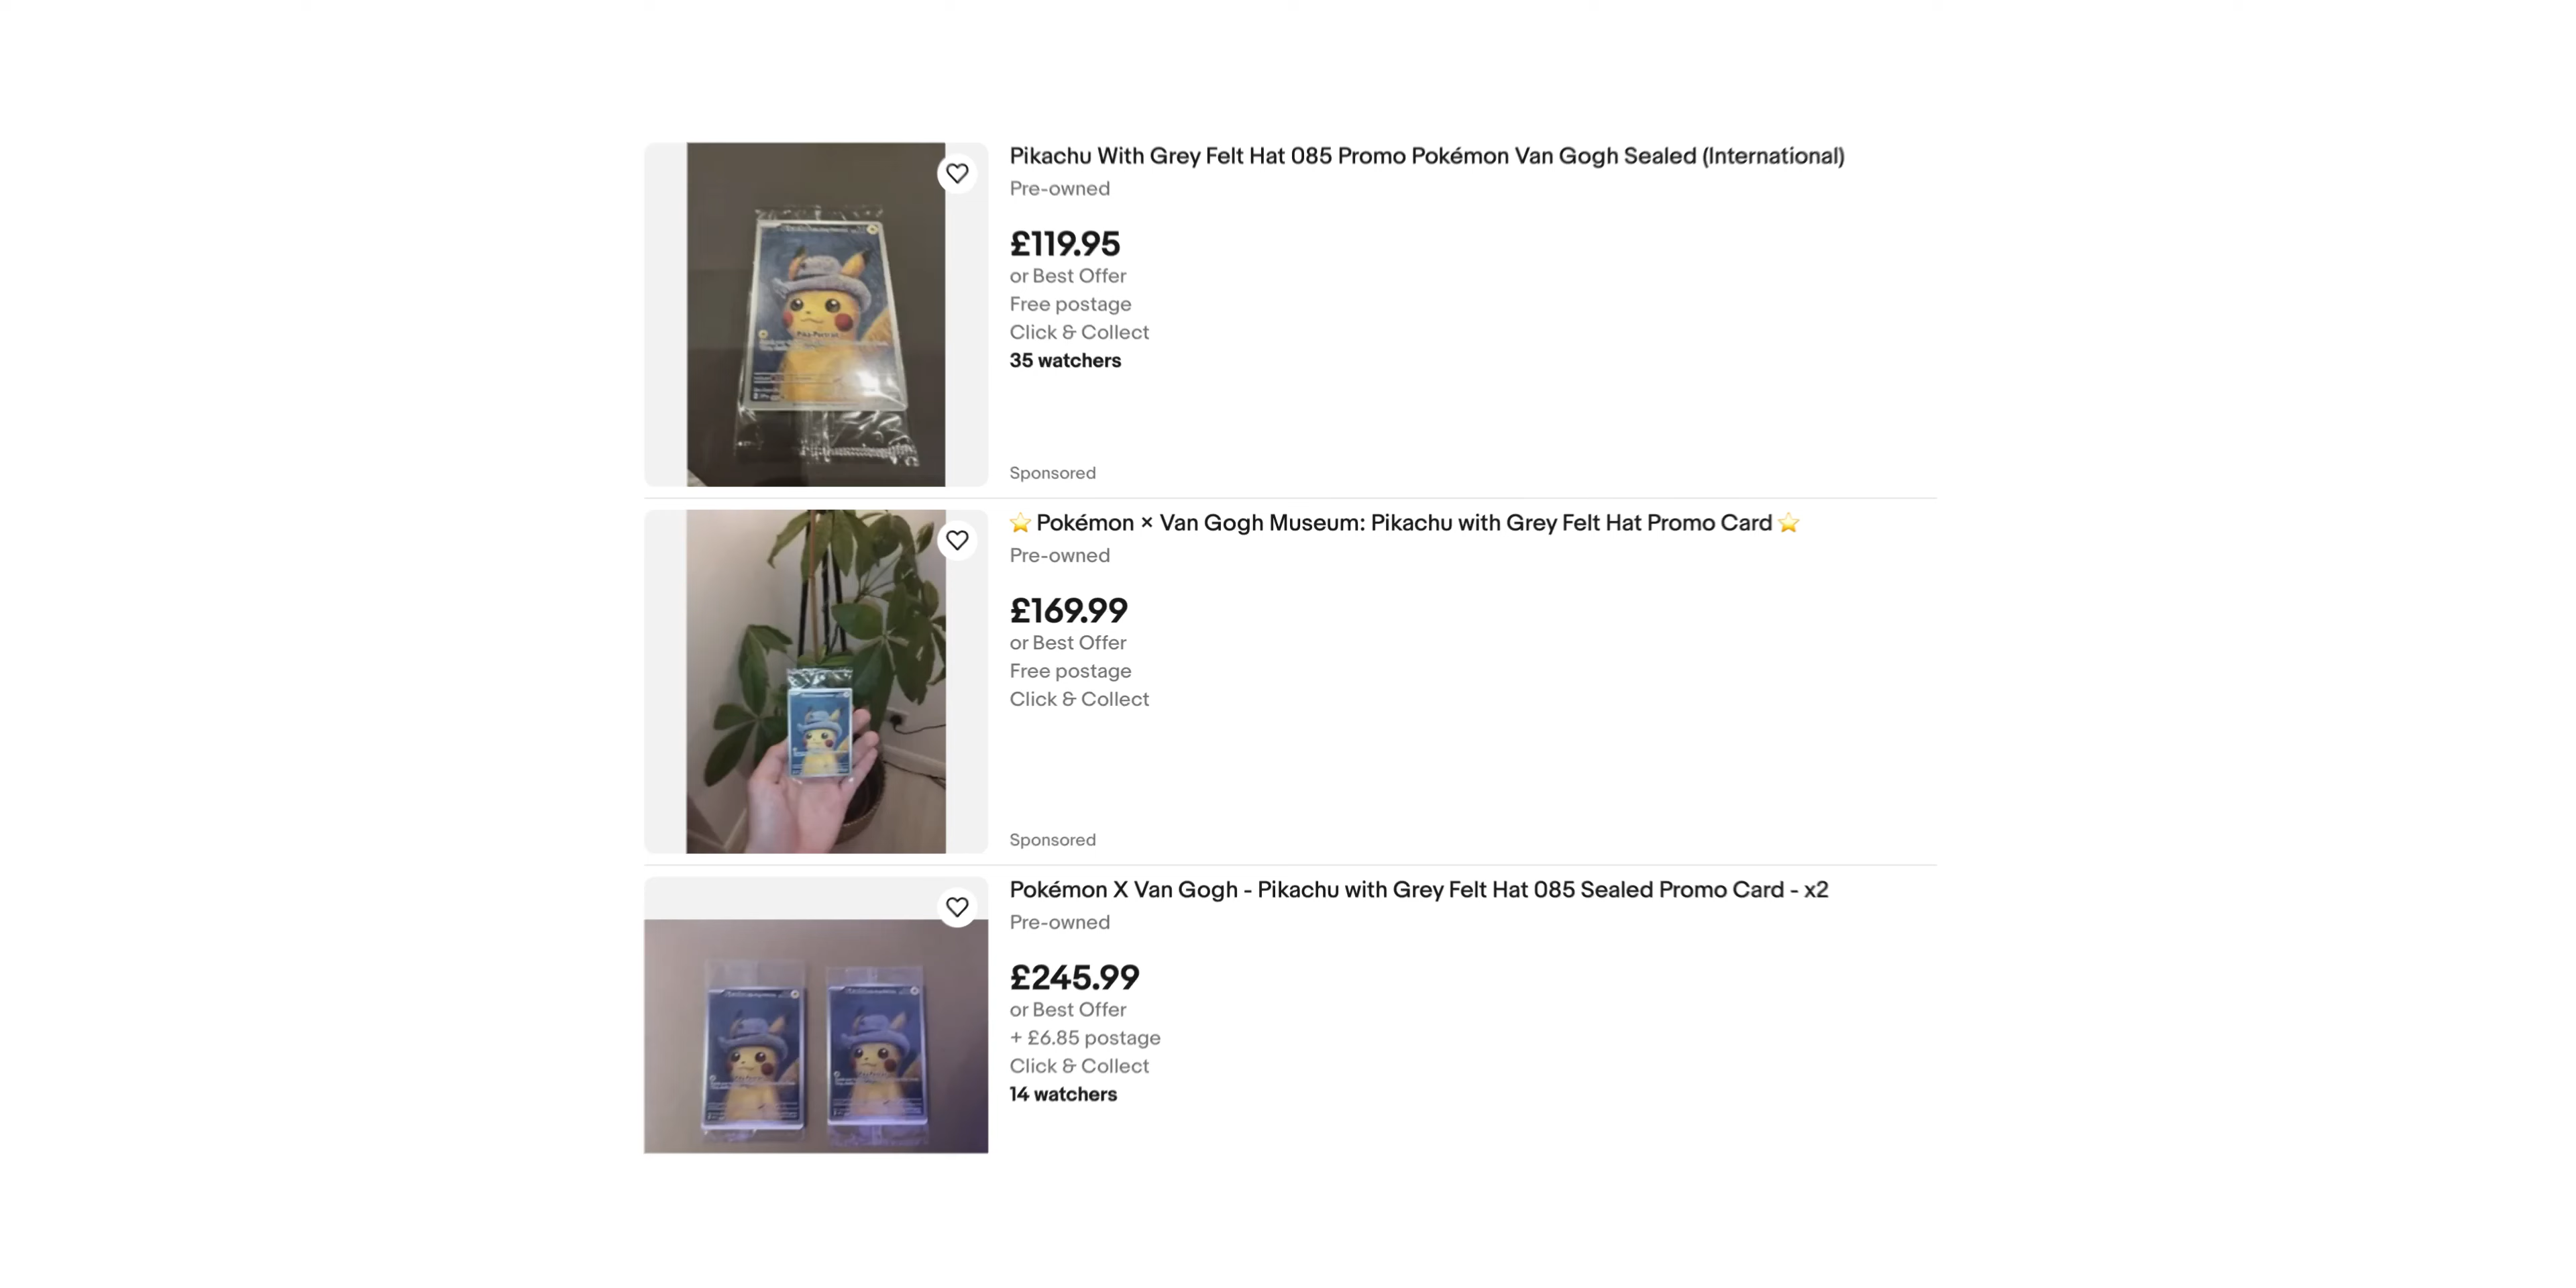 Pikachu With Grey Felt Hat 085 Promo Pokémon Van Gogh Sealed (International)
Pre-owned
£119.95
or Best Offer
Free postage
Click & Collect
35 watchers
Sponsored
Pika Portrait
⭐ Pokémon × Van Gogh Museum: Pikachu with Grey Felt Hat Promo Card ⭐
Pre-owned
£169.99
or Best Offer
Free postage
Click & Collect
Sponsored
Pokémon X Van Gogh - Pikachu with Grey Felt Hat 085 Sealed Promo Card - x2
Pre-owned
£245.99
or Best Offer
+ £6.85 postage
Click & Collect
14 watchers